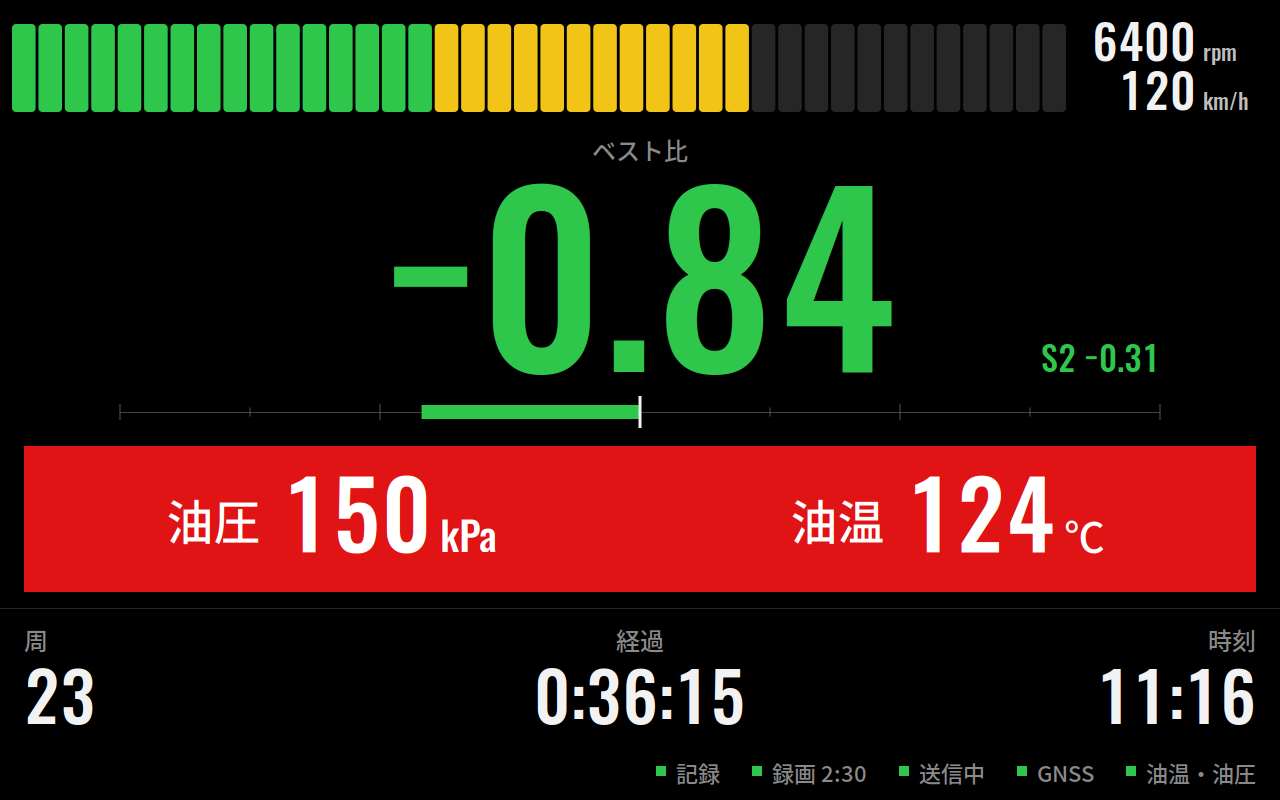 6400 rpm
120 km/h
ベスト比
-0.84
S2 -0.31
油圧 150 kPa 油温 124 °C
周 経過 時刻
23 0:36:15 11:16
記録 録画 2:30 送信中 GNSS 油温・油圧